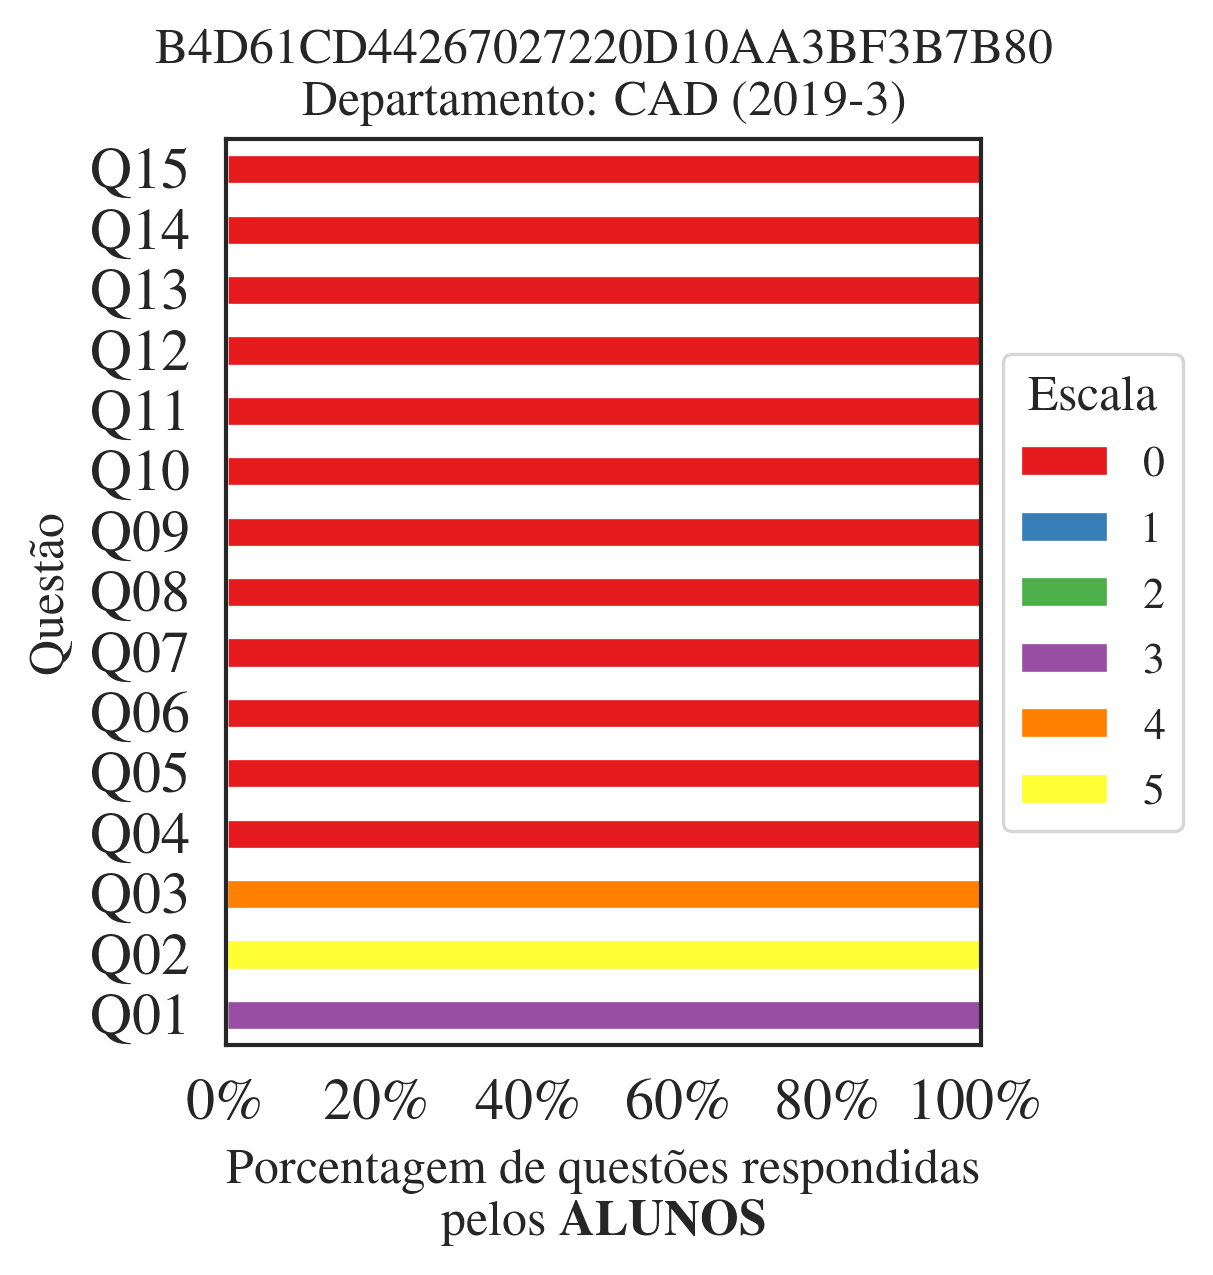 B4D61CD44267027220D10AA3BF3B7B80
Departamento: CAD (2019-3)
Questão
Q15
Q14
Q13
Q12
Q11
Q10
Q09
Q08
Q07
Q06
Q05
Q04
Q03
Q02
Q01
0% 20% 40% 60% 80% 100%
Porcentagem de questões respondidas
pelos ALUNOS
Escala
0
1
2
3
4
5